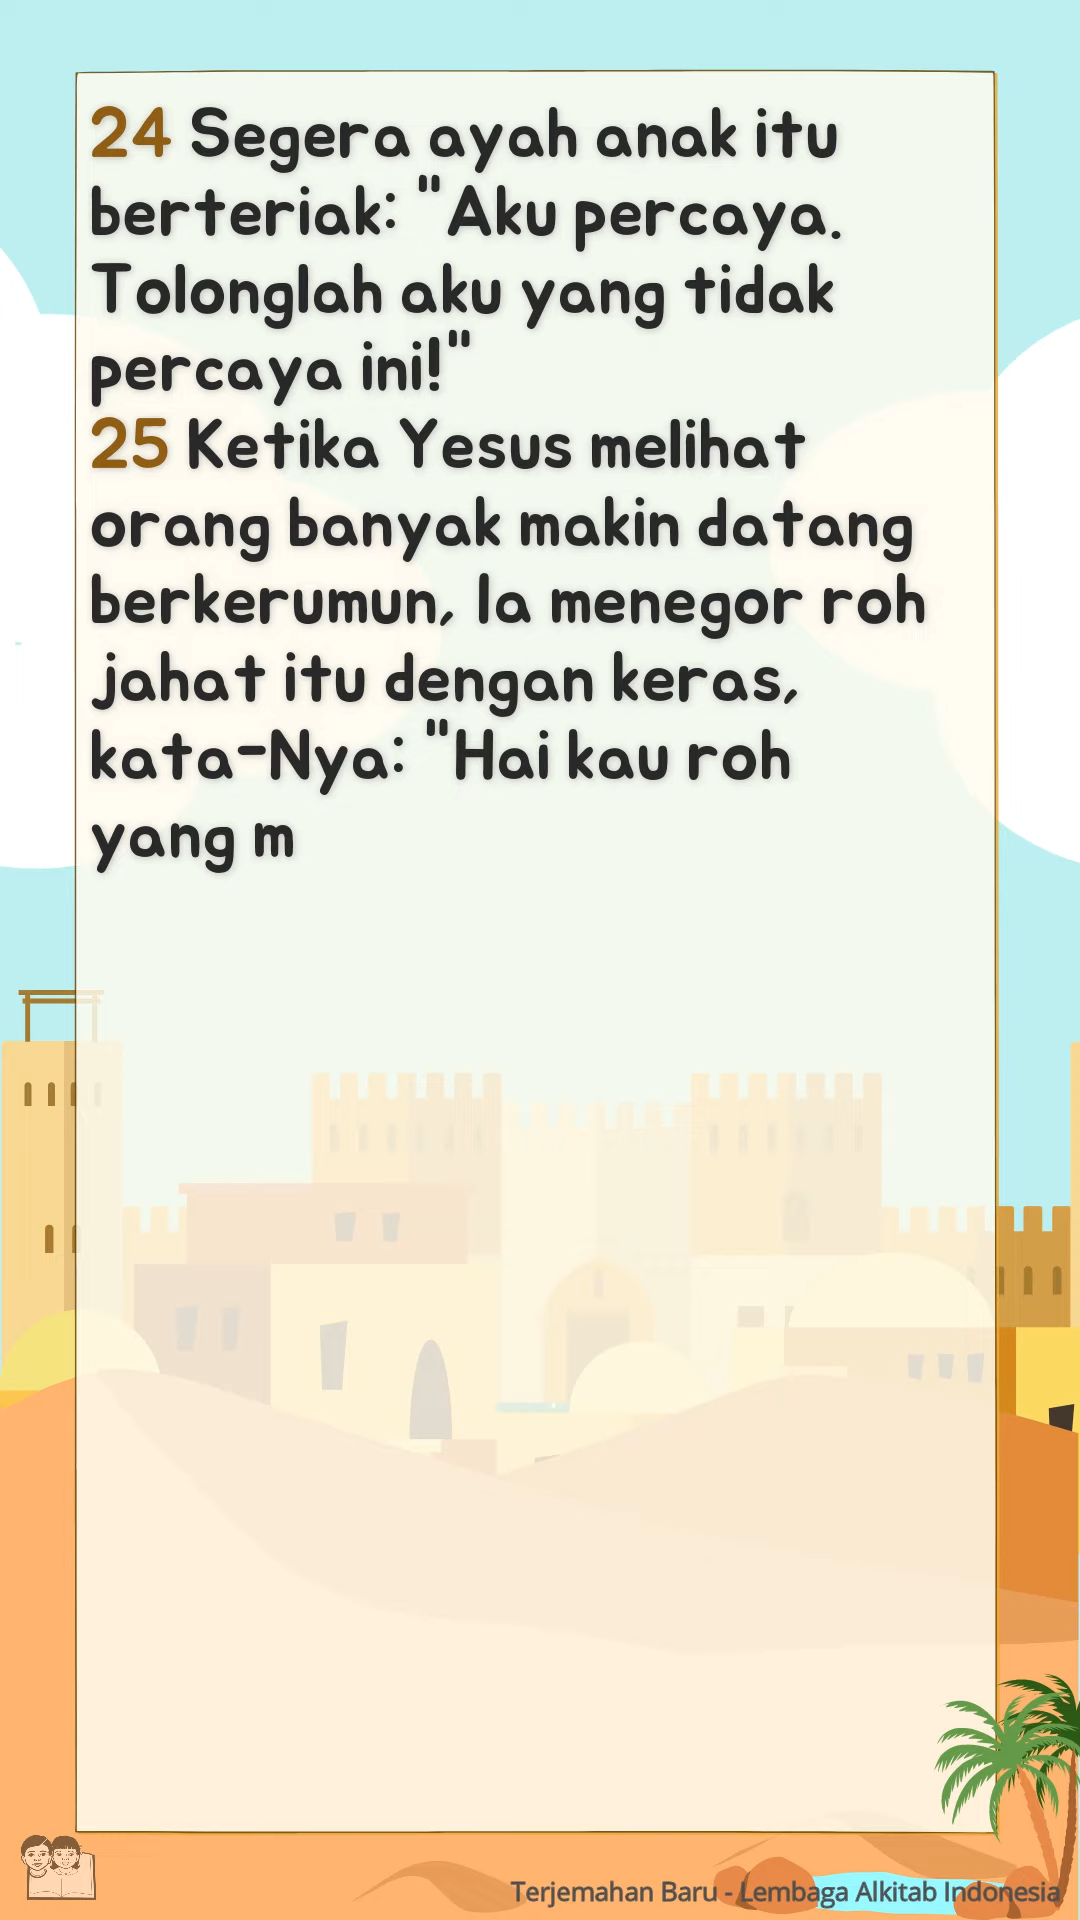 24 Segera ayah anak itu
berteriak: "Aku percaya.
Tolonglah aku yang tidak
percaya ini!"
25 Ketika Yesus melihat
orang banyak makin datang
berkerumun, Ia menegor roh
jahat itu dengan keras,
kata-Nya: "Hai kau roh
yang m
Terjemahan Baru - Lembaga Alkitab Indonesia